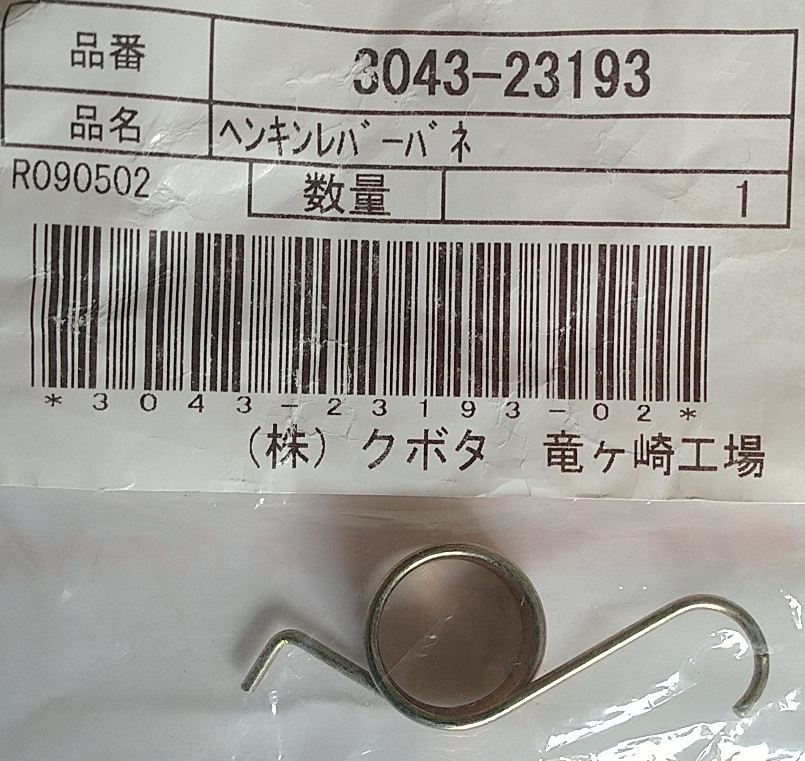 品番 3043-23193
品名 ﾍﾝｷﾝﾚﾊﾞｰﾊﾞﾈ
R090502 数量 1
*3043-23193-02*
(株) クボタ 竜ヶ崎工場